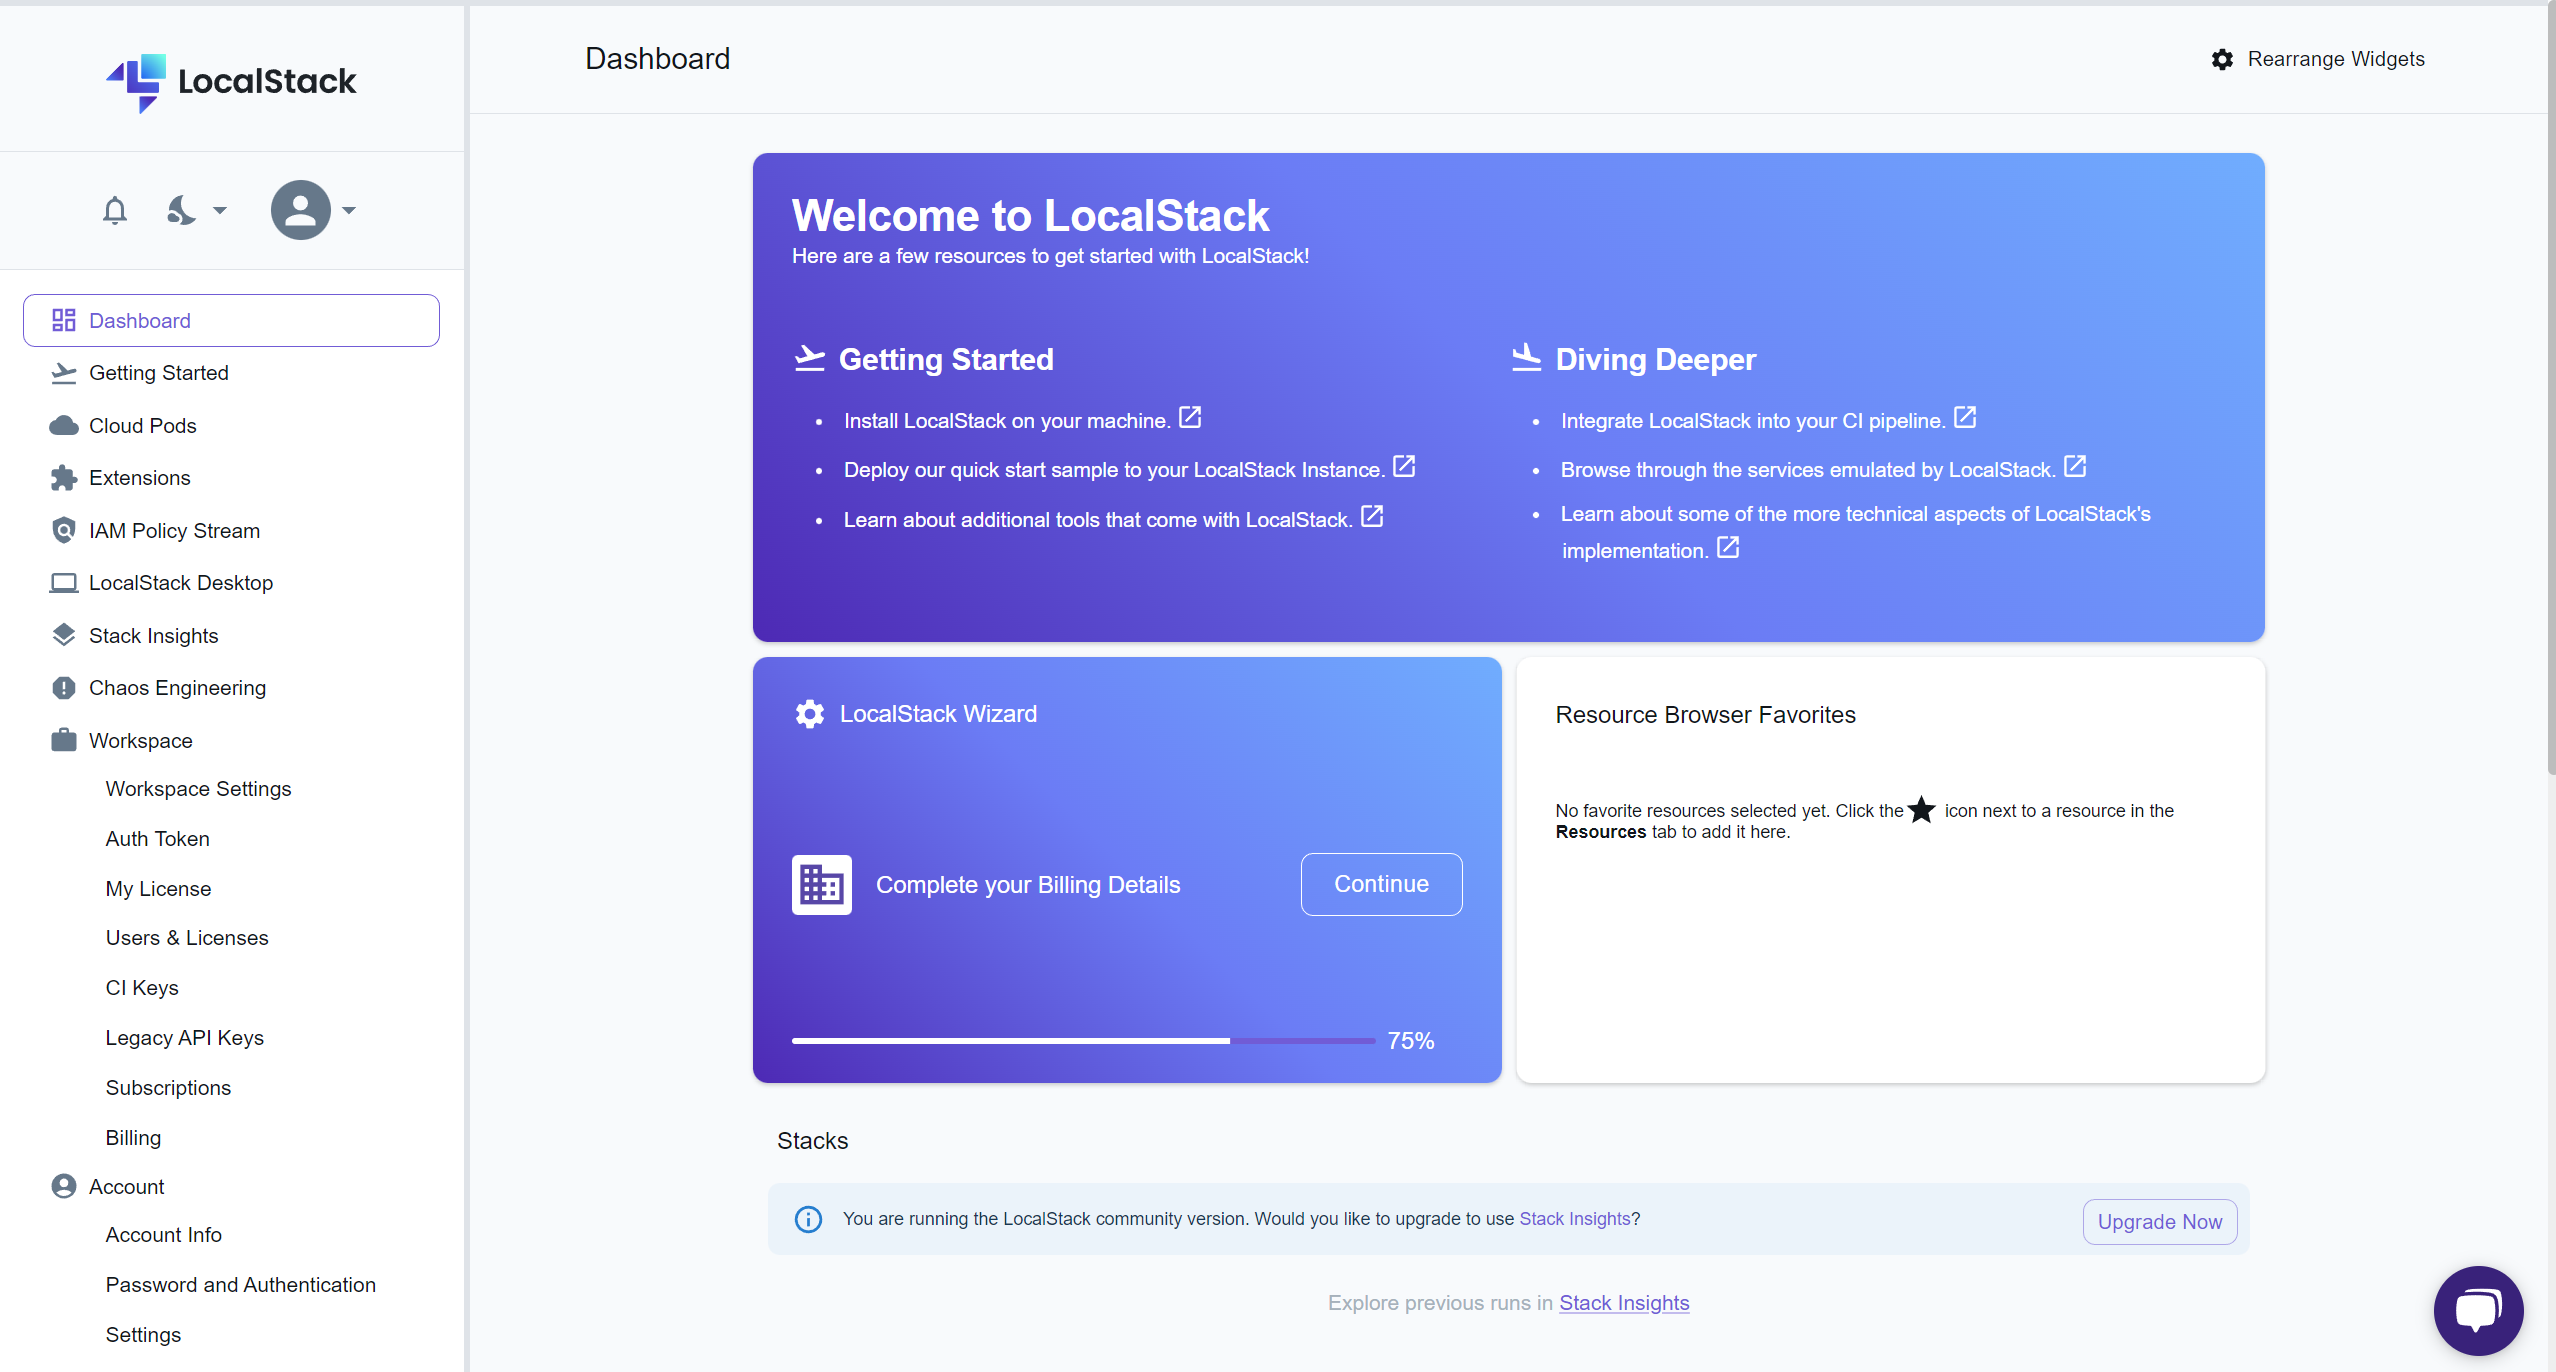 LocalStack
Dashboard
Getting Started
Cloud Pods
Extensions
IAM Policy Stream
LocalStack Desktop
Stack Insights
Chaos Engineering
Workspace
Workspace Settings
Auth Token
My License
Users & Licenses
CI Keys
Legacy API Keys
Subscriptions
Billing
Account
Account Info
Password and Authentication
Settings
Dashboard
Rearrange Widgets
Welcome to LocalStack
Here are a few resources to get started with LocalStack!
Getting Started
Install LocalStack on your machine.
Deploy our quick start sample to your LocalStack Instance.
Learn about additional tools that come with LocalStack.
Diving Deeper
Integrate LocalStack into your CI pipeline.
Browse through the services emulated by LocalStack.
Learn about some of the more technical aspects of LocalStack's
implementation.
LocalStack Wizard
Complete your Billing Details
Continue
75%
Resource Browser Favorites
No favorite resources selected yet. Click the icon next to a resource in the
Resources tab to add it here.
Stacks
You are running the LocalStack community version. Would you like to upgrade to use Stack Insights?
Upgrade Now
Explore previous runs in Stack Insights